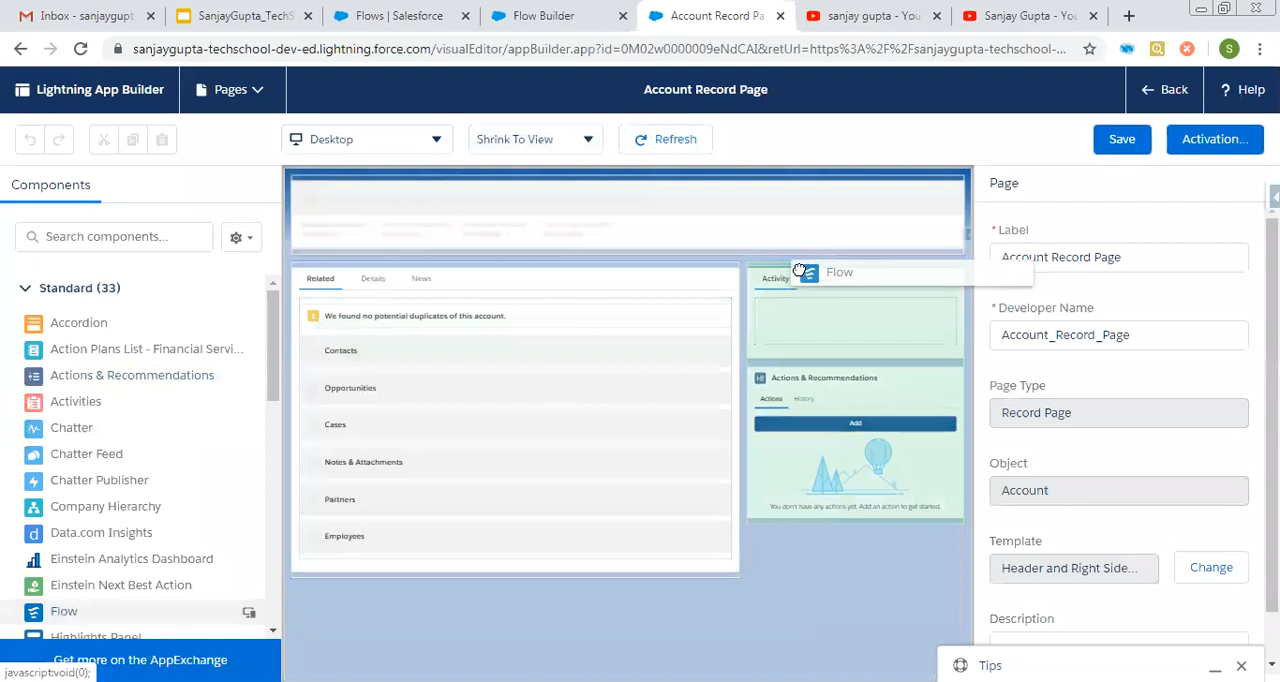 Inbox - sanjaygupt
SanjayGupta_TechS
Flows | Salesforce
Flow Builder
Account Record Pa
sanjay gupta - You
Sanjay Gupta - You
sanjaygupta-techschool-dev-ed.lightning.force.com/visualEditor/appBuilder.app?id=0M02w0000009eNdCAI&retUrl=https%3A%2F%2Fsanjaygupta-techschool-...
S
Lightning App Builder
Pages
Account Record Page
Back
? Help
Desktop
Shrink To View
Refresh
Save
Activation...
Components
Search components...
Standard (33)
Accordion
Action Plans List - Financial Servi...
Actions & Recommendations
Activities
Chatter
Chatter Feed
Chatter Publisher
Company Hierarchy
Data.com Insights
Einstein Analytics Dashboard
Einstein Next Best Action
Flow
Highlights Panel
Get more on the AppExchange
javascript:void(0);
Related
Details
News
We found no potential duplicates of this account.
Contacts
Opportunities
Cases
Notes & Attachments
Partners
Employees
Activity
Flow
Actions & Recommendations
Actions
History
Add
You don't have any actions yet. Add an action to get started.
Page
* Label
Account Record Page
* Developer Name
Account_Record_Page
Page Type
Record Page
Object
Account
Template
Header and Right Side...
Change
Description
Tips